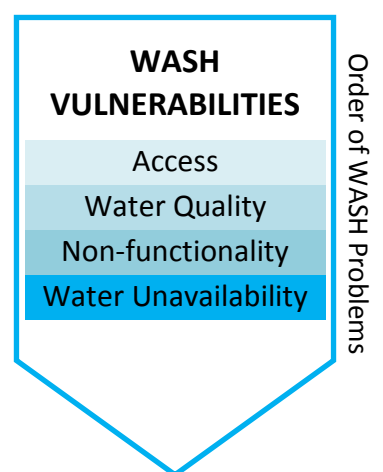 WASH
VULNERABILITIES
Access
Water Quality
Non-functionality
Water Unavailability
Order of WASH Problems